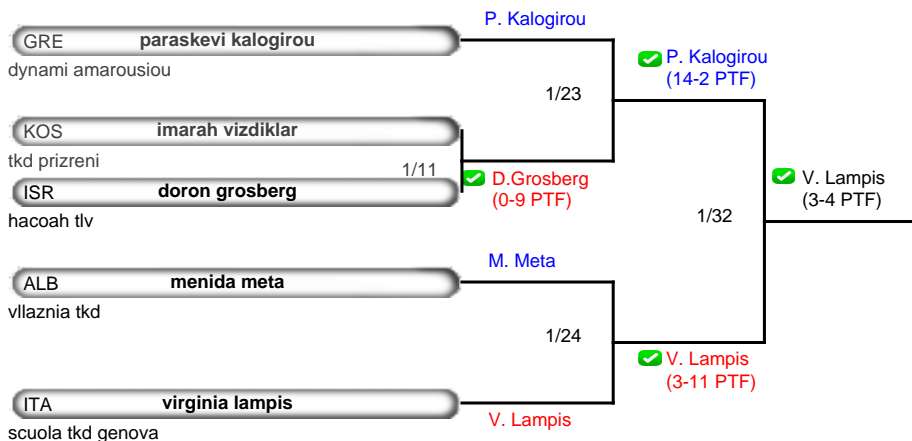 P. Kalogirou
GRE paraskevi kalogirou
dynami amarousiou
P. Kalogirou
(14-2 PTF)
1/23
KOS imarah vizdiklar
tkd prizreni
1/11
ISR doron grosberg
hacoah tlv
D.Grosberg
(0-9 PTF)
V. Lampis
(3-4 PTF)
1/32
M. Meta
ALB menida meta
vllaznia tkd
1/24
V. Lampis
(3-11 PTF)
ITA virginia lampis
scuola tkd genova
V. Lampis